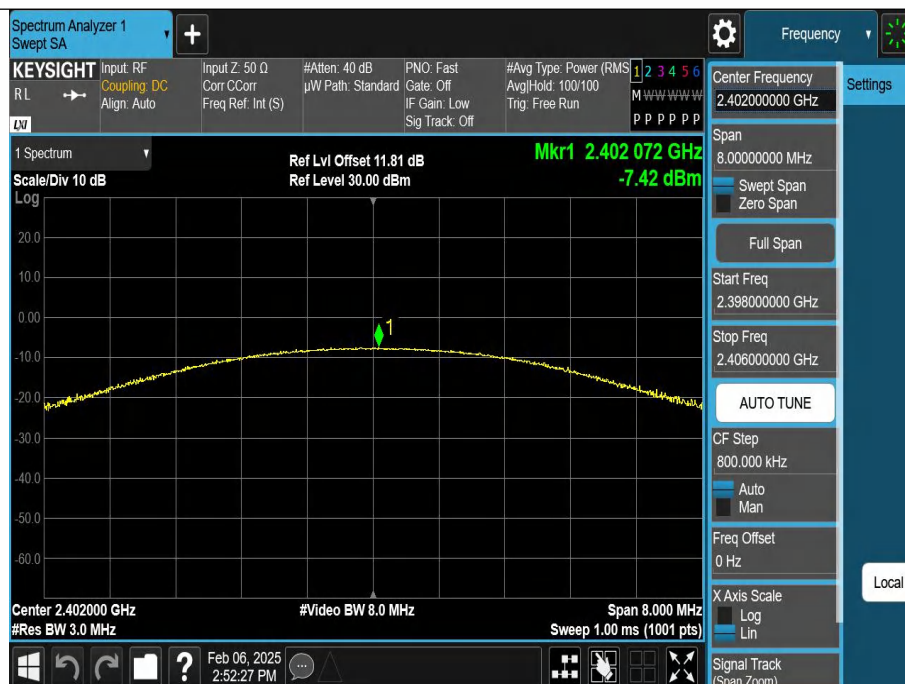 Spectrum Analyzer 1
Swept SA
+
Frequency
KEYSIGHT
RL
LXI
Input: RF
Coupling: DC
Align: Auto
Input Z: 50 Ω
Corr CCorr
Freq Ref: Int (S)
#Atten: 40 dB
µW Path: Standard
PNO: Fast
Gate: Off
IF Gain: Low
Sig Track: Off
#Avg Type: Power (RMS
Avg|Hold: 100/100
Trig: Free Run
1 2 3 4 5 6
M W W W W W
P P P P P P
1 Spectrum
Scale/Div 10 dB
Log
Ref Lvl Offset 11.81 dB
Ref Level 30.00 dBm
Mkr1 2.402 072 GHz
-7.42 dBm
20.0
10.0
0.00
-10.0
-20.0
-30.0
-40.0
-50.0
-60.0
1
Center 2.402000 GHz
#Res BW 3.0 MHz
#Video BW 8.0 MHz
Span 8.000 MHz
Sweep 1.00 ms (1001 pts)
?
Feb 06, 2025
2:52:27 PM
Center Frequency
2.402000000 GHz
Span
8.00000000 MHz
Swept Span
Zero Span
Full Span
Start Freq
2.398000000 GHz
Stop Freq
2.406000000 GHz
AUTO TUNE
CF Step
800.000 kHz
Auto
Man
Freq Offset
0 Hz
X Axis Scale
Log
Lin
Signal Track
(Span Zoom)
Settings
Local